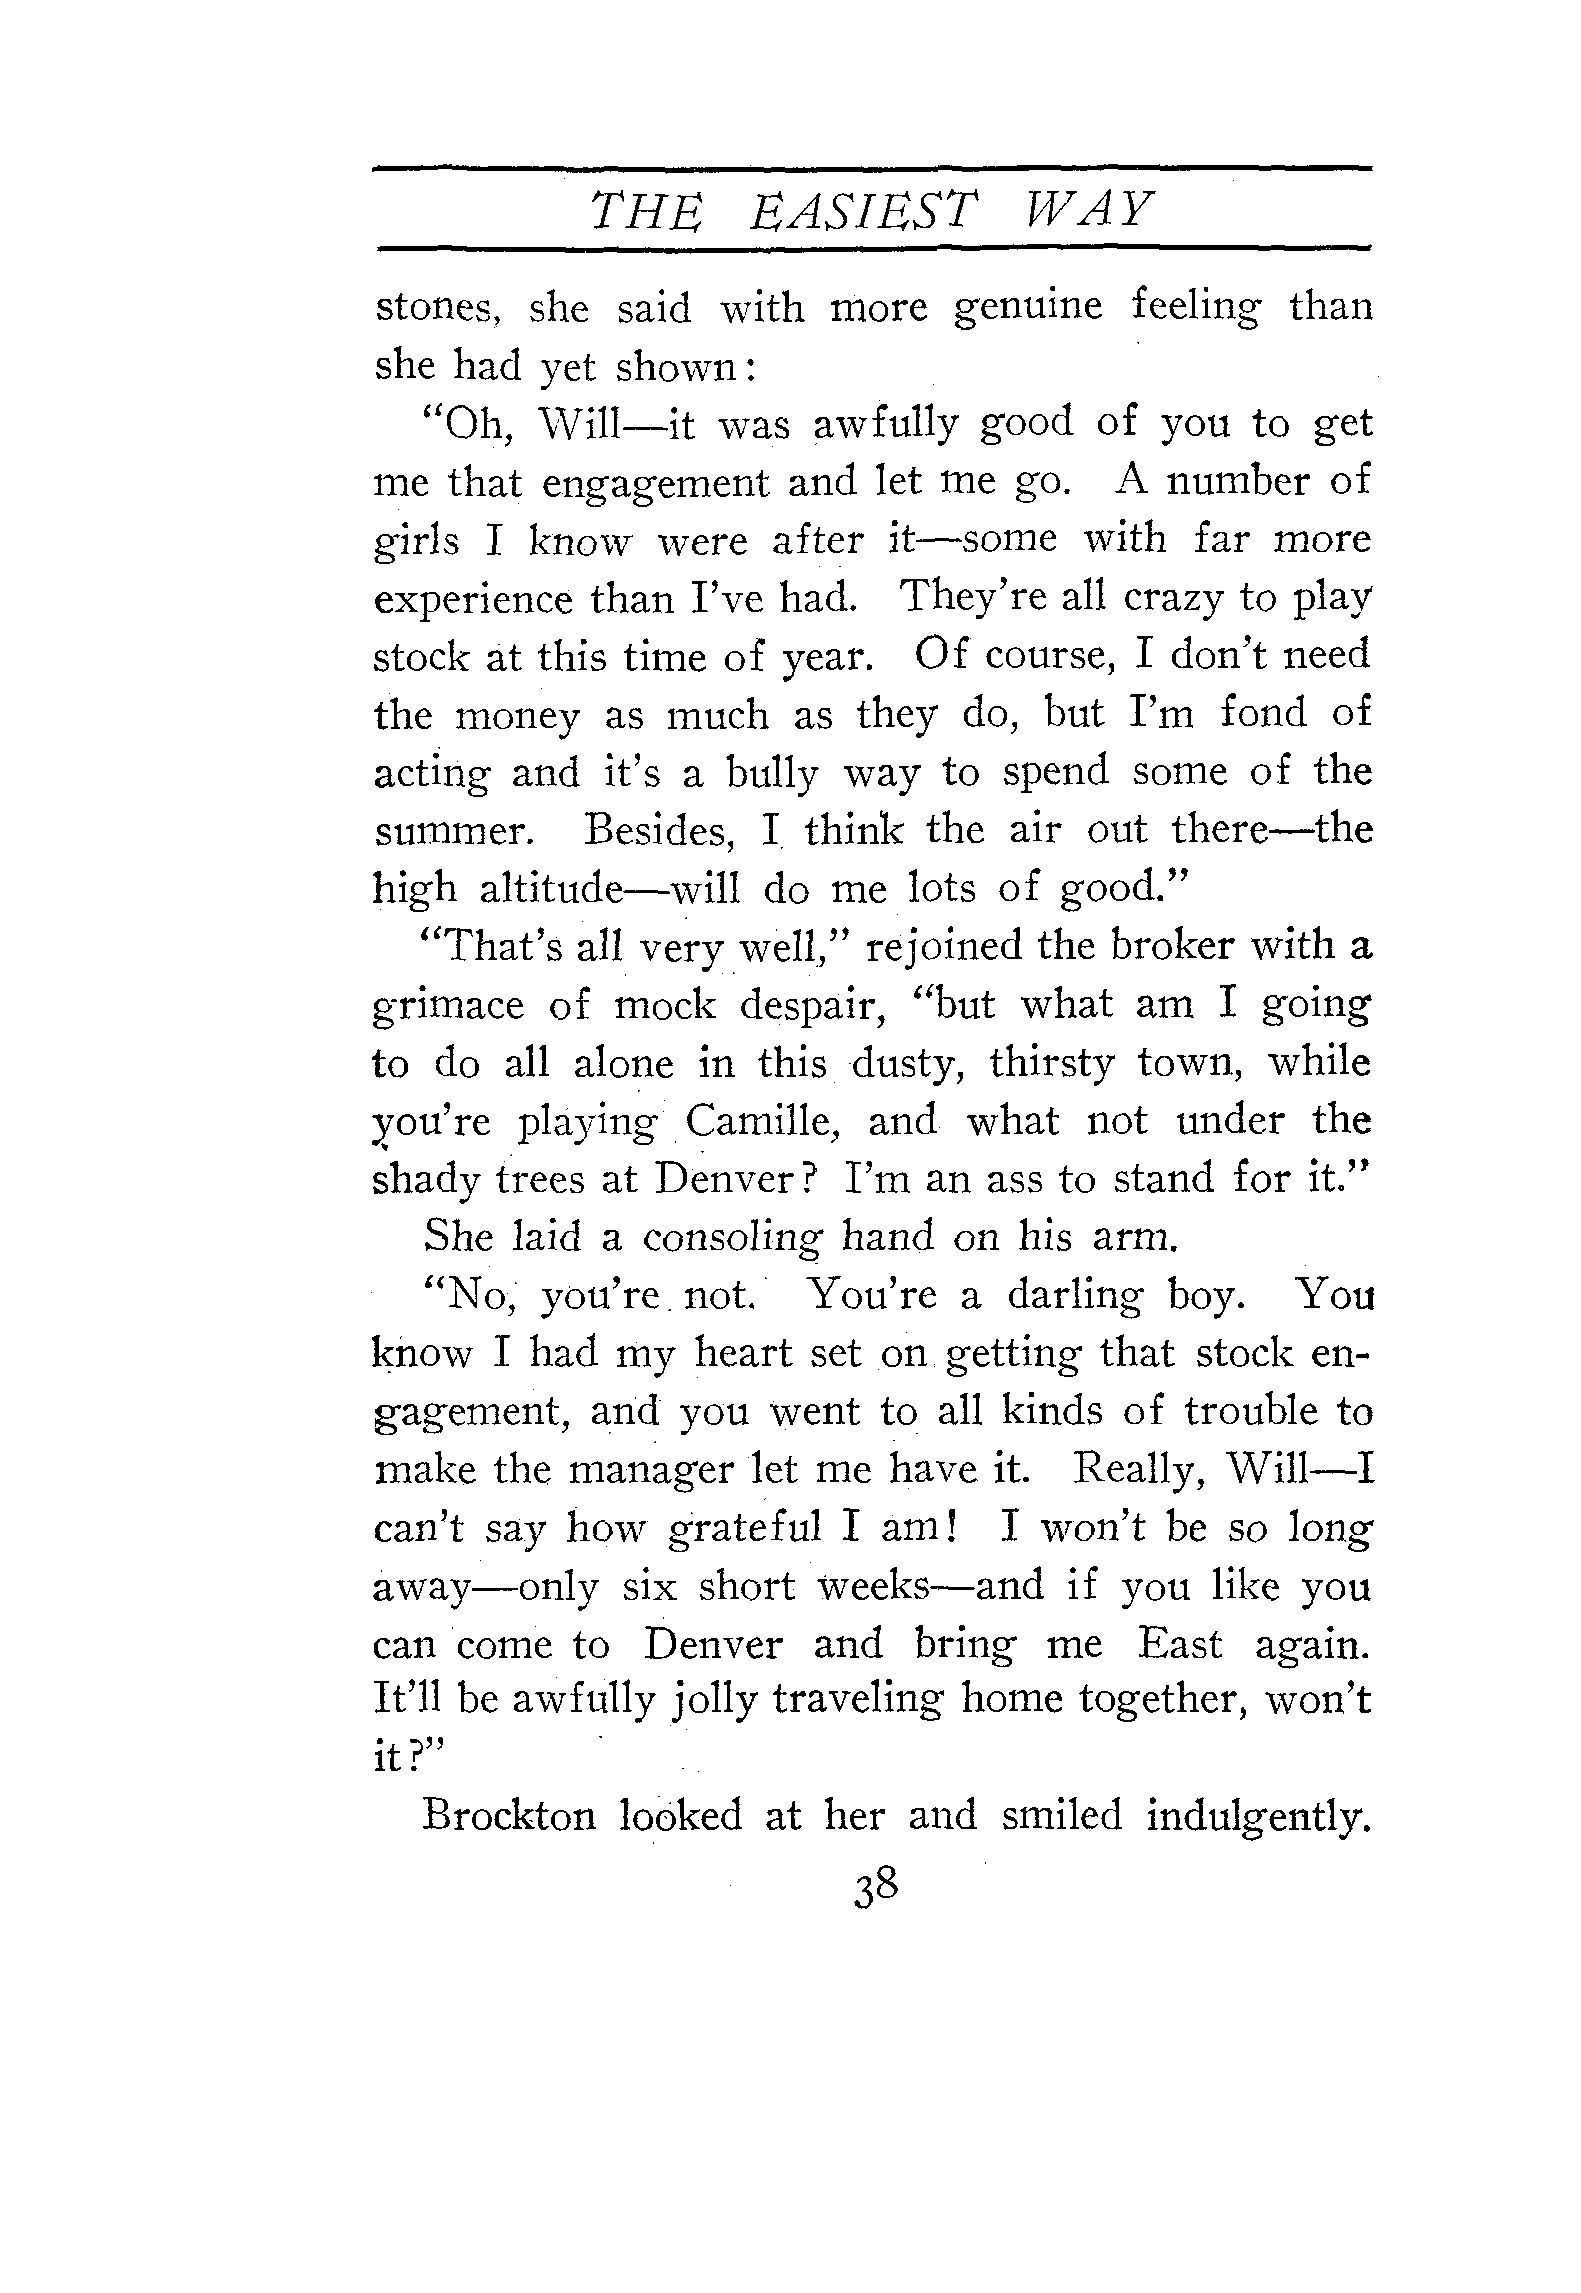 THE EASIEST WAY
stones, she said with more genuine feeling than
she had yet shown:
“Oh, Will—it was awfully good of you to get
me that engagement and let me go. A number of
girls I know were after it—some with far more
experience than I’ve had. They’re all crazy to play
stock at this time of year. Of course, I don’t need
the money as much as they do, but I’m fond of
acting and it’s a bully way to spend some of the
summer. Besides, I think the air out there—the
high altitude—will do me lots of good.”
“That’s all very well,” rejoined the broker with a
grimace of mock despair, “but what am I going
to do all alone in this dusty, thirsty town, while
you’re playing Camille, and what not under the
shady trees at Denver? I’m an ass to stand for it.”
She laid a consoling hand on his arm.
“No, you’re not. You’re a darling boy. You
know I had my heart set on getting that stock en-
gagement, and you went to all kinds of trouble to
make the manager let me have it. Really, Will—I
can’t say how grateful I am! I won’t be so long
away—only six short weeks—and if you like you
can come to Denver and bring me East again.
It’ll be awfully jolly traveling home together, won’t
it?”
Brockton looked at her and smiled indulgently.
38